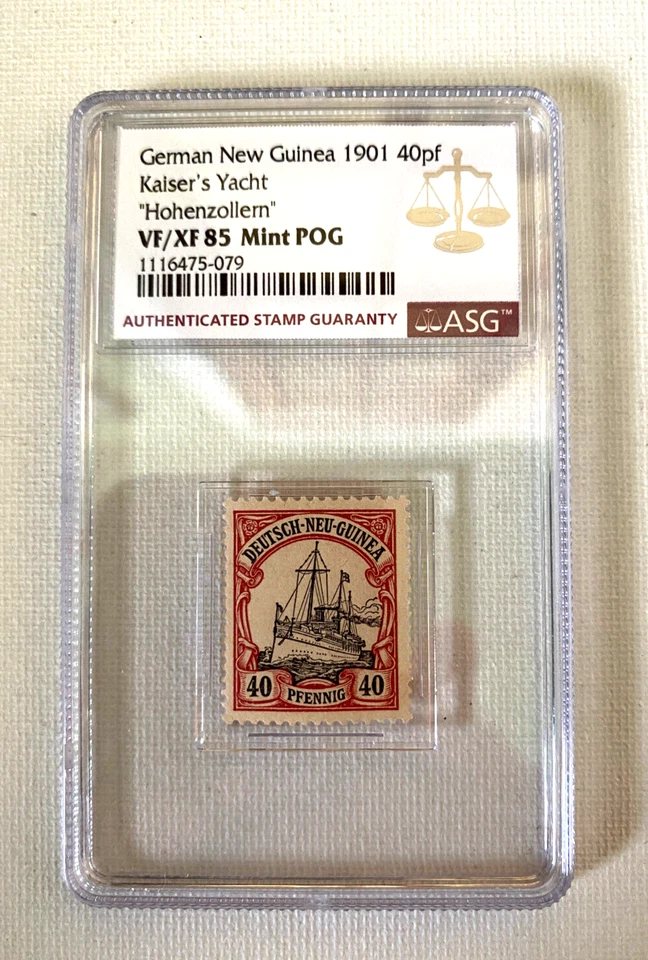 German New Guinea 1901 40pf
Kaiser's Yacht
"Hohenzollern"
VF/XF 85 Mint POG
1116475-079
AUTHENTICATED STAMP GUARANTY
ASG™
DEUTSCH-NEU-GUINEA
40 PFENNIG 40